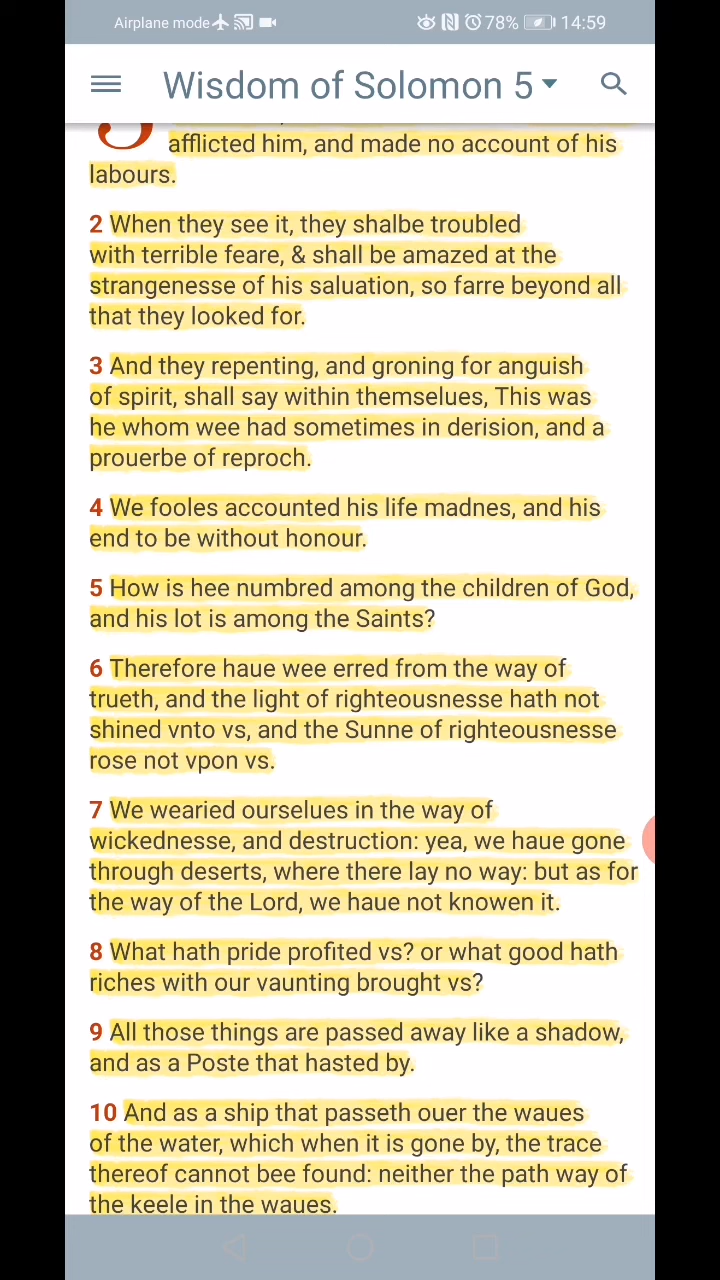 Airplane mode 78% 14:59
Wisdom of Solomon 5
afflicted him, and made no account of his
labours.
2 When they see it, they shalbe troubled
with terrible feare, & shall be amazed at the
strangenesse of his saluation, so farre beyond all
that they looked for.
3 And they repenting, and groning for anguish
of spirit, shall say within themselues, This was
he whom wee had sometimes in derision, and a
prouerbe of reproch.
4 We fooles accounted his life madnes, and his
end to be without honour.
5 How is hee numbred among the children of God,
and his lot is among the Saints?
6 Therefore haue wee erred from the way of
trueth, and the light of righteousnesse hath not
shined vnto vs, and the Sunne of righteousnesse
rose not vpon vs.
7 We wearied ourselues in the way of
wickednesse, and destruction: yea, we haue gone
through deserts, where there lay no way: but as for
the way of the Lord, we haue not knowen it.
8 What hath pride profited vs? or what good hath
riches with our vaunting brought vs?
9 All those things are passed away like a shadow,
and as a Poste that hasted by.
10 And as a ship that passeth ouer the waues
of the water, which when it is gone by, the trace
thereof cannot bee found: neither the path way of
the keele in the waues.